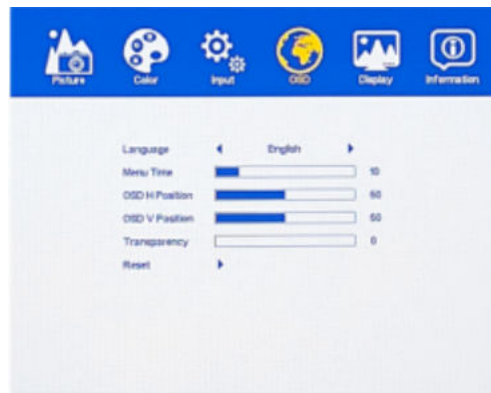 Picture Color Input OSD Display Information
Language English
Menu Time 10
OSD H Position 50
OSD V Position 50
Transparency 0
Reset